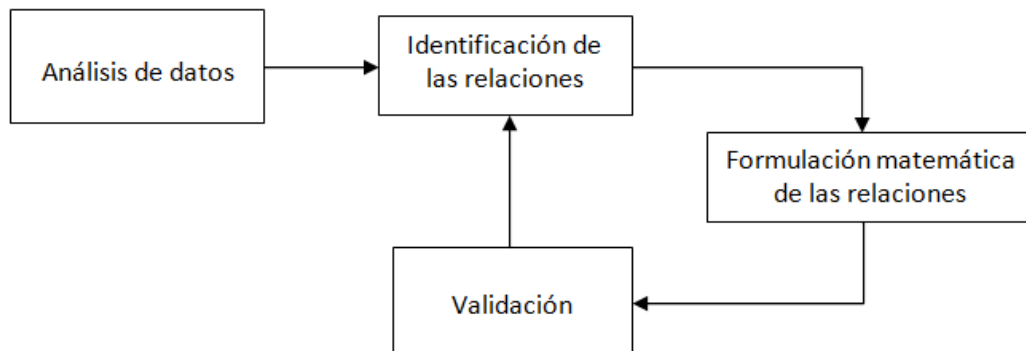 Análisis de datos
Identificación de
las relaciones
Formulación matemática
de las relaciones
Validación